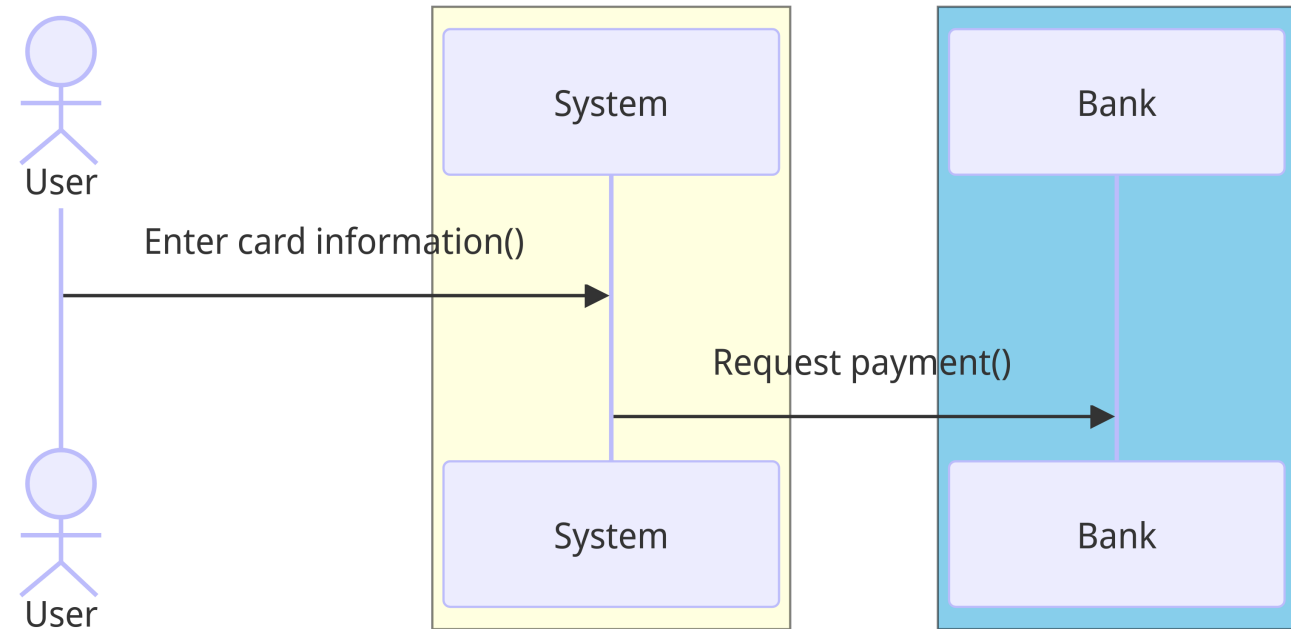 System
Bank
User
Enter card information()
Request payment()
System
Bank
User